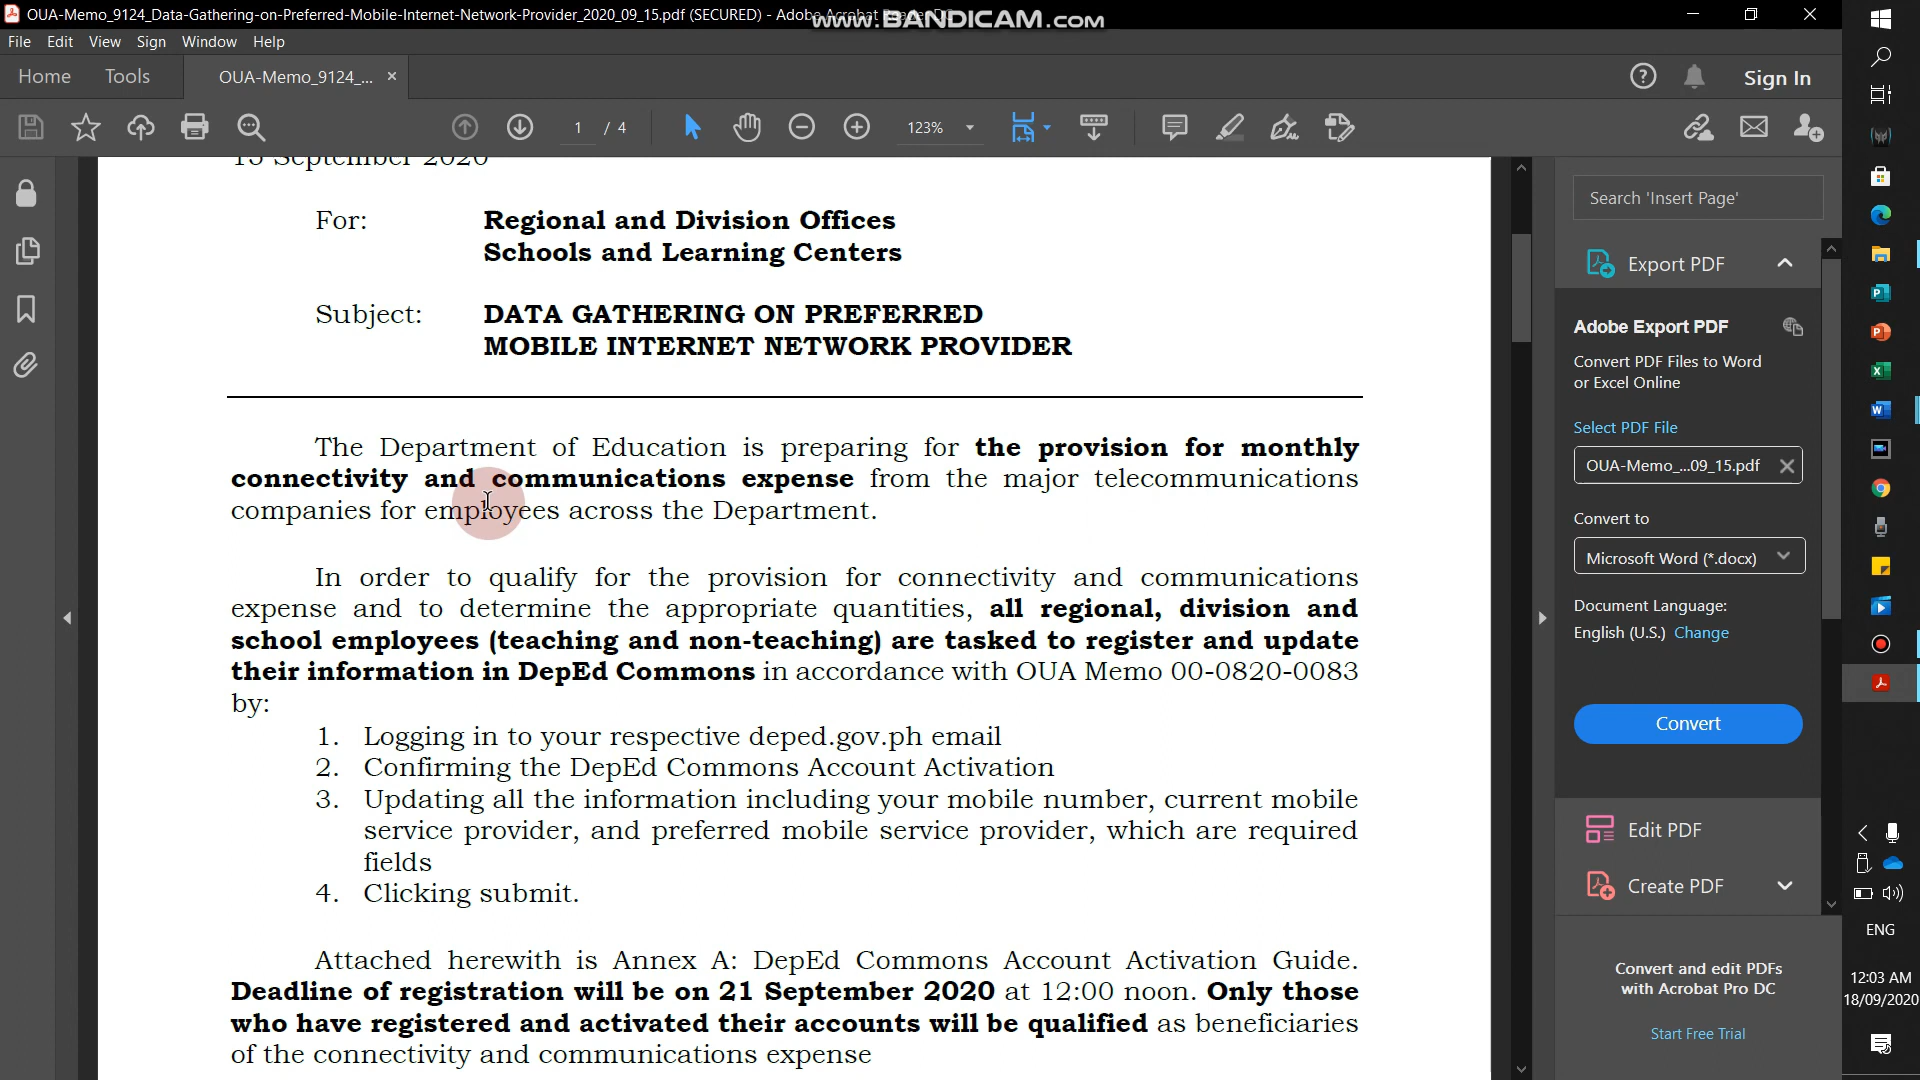 OUA-Memo_9124_Data-Gathering-on-Preferred-Mobile-Internet-Network-Provider_2020_09_15.pdf (SECURED) - Adobe Acrobat Reader DC
www.BANDICAM.com
File Edit View Sign Window Help
Home Tools OUA-Memo_9124_... × Sign In
1 / 4 123%
15 September 2020
For: Regional and Division Offices
Schools and Learning Centers
Subject: DATA GATHERING ON PREFERRED
MOBILE INTERNET NETWORK PROVIDER
The Department of Education is preparing for the provision for monthly
connectivity and communications expense from the major telecommunications
companies for employees across the Department.
In order to qualify for the provision for connectivity and communications
expense and to determine the appropriate quantities, all regional, division and
school employees (teaching and non-teaching) are tasked to register and update
their information in DepEd Commons in accordance with OUA Memo 00-0820-0083
by:
1. Logging in to your respective deped.gov.ph email
2. Confirming the DepEd Commons Account Activation
3. Updating all the information including your mobile number, current mobile
service provider, and preferred mobile service provider, which are required
fields
4. Clicking submit.
Attached herewith is Annex A: DepEd Commons Account Activation Guide.
Deadline of registration will be on 21 September 2020 at 12:00 noon. Only those
who have registered and activated their accounts will be qualified as beneficiaries
of the connectivity and communications expense
Search 'Insert Page'
Export PDF
Adobe Export PDF
Convert PDF Files to Word
or Excel Online
Select PDF File
OUA-Memo_...09_15.pdf
Convert to
Microsoft Word (*.docx)
Document Language:
English (U.S.) Change
Convert
Edit PDF
Create PDF
Convert and edit PDFs
with Acrobat Pro DC
Start Free Trial
ENG
12:03 AM
18/09/2020